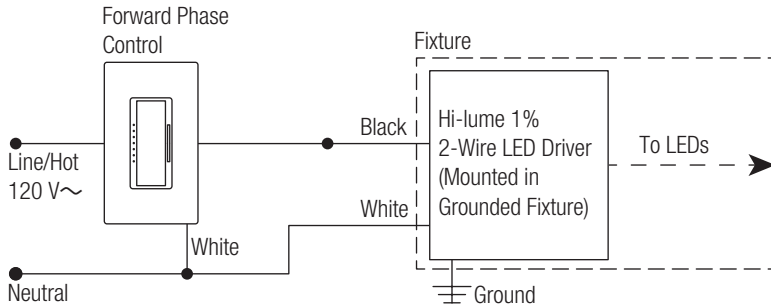 Forward Phase
Control
Fixture
Black
Hi-lume 1%
2-Wire LED Driver
(Mounted in
Grounded Fixture)
To LEDs
Line/Hot
120 V~
White
White
Neutral
Ground